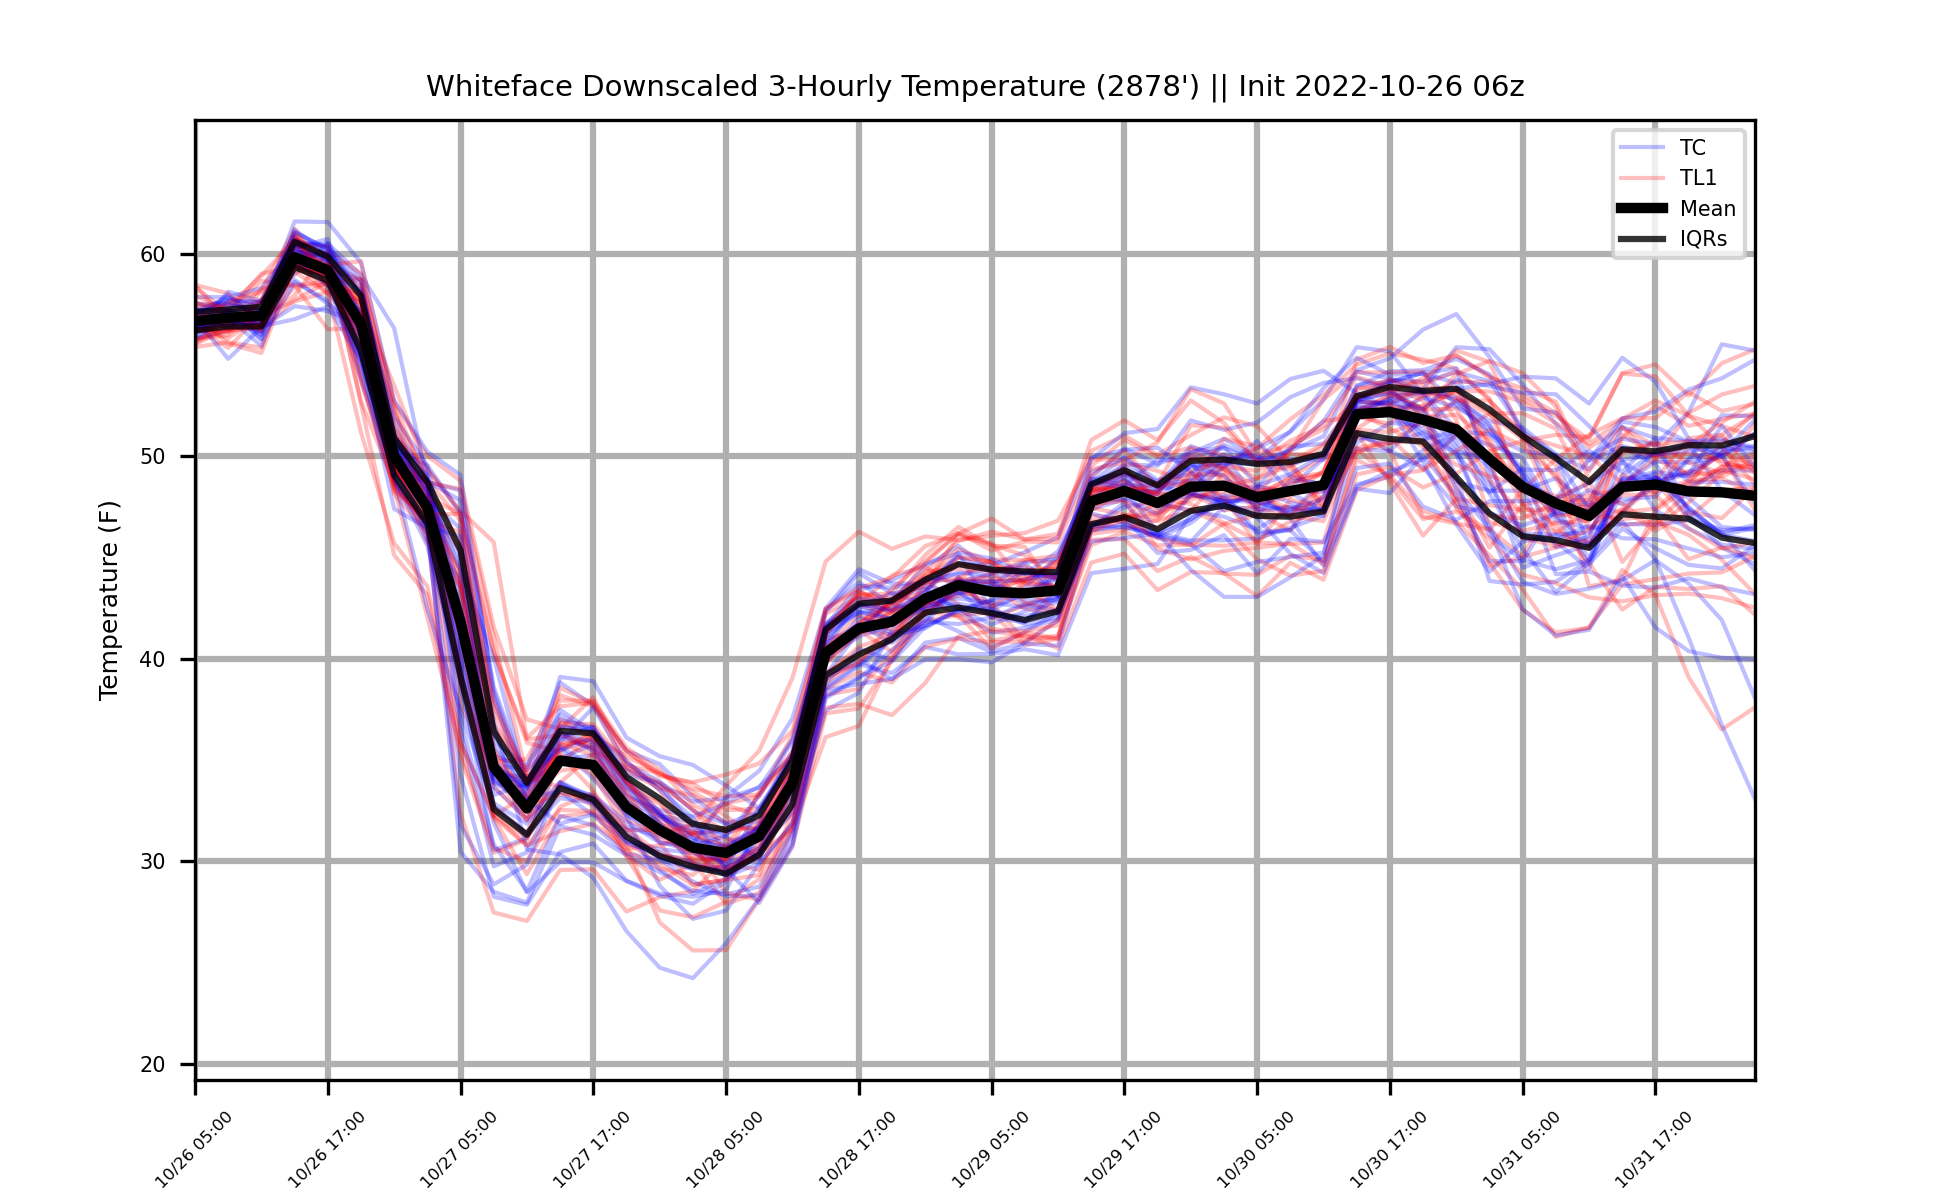 Whiteface Downscaled 3-Hourly Temperature (2878') || Init 2022-10-26 06z
TC
TL1
Mean
IQRs
Temperature (F)
60
50
40
30
20
10/26 05:00
10/26 17:00
10/27 05:00
10/27 17:00
10/28 05:00
10/28 17:00
10/29 05:00
10/29 17:00
10/30 05:00
10/30 17:00
10/31 05:00
10/31 17:00